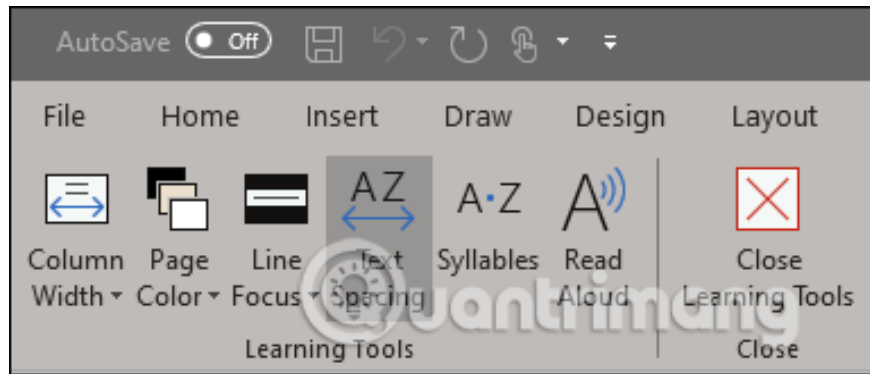 AutoSave Off
File Home Insert Draw Design Layout
AZ A·Z A
Column Page Line Text Syllables Read Close
Width Color Focus Spacing Aloud Learning Tools
Learning Tools Close
Quantrimang